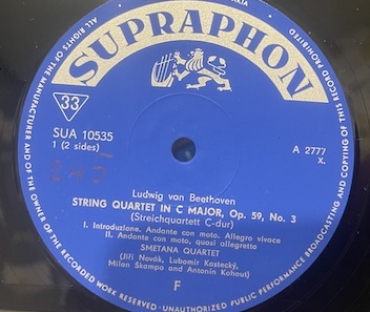 SUPRAPHON
ALL RIGHTS OF THE MANUFACTURER AND OF THE OWNER OF THE RECORDED WORK RESERVED · UNAUTHORIZED PUBLIC PERFORMANCE BROADCASTING AND COPYING OF THIS RECORD PROHIBITED
33
SUA 10535
1 (2 sides)
A 2777
X.
Ludwig von Beethoven
STRING QUARTET IN C MAJOR, Op. 59, No. 3
(Streichquartett C-dur)
I. Introduzione. Andante con moto. Allegro vivace
II. Andante con moto, quasi allegretto
SMETANA QUARTET
(Jiří Novák, Lubomír Kostecký,
Milan Škampa and Antonín Kohout)
F